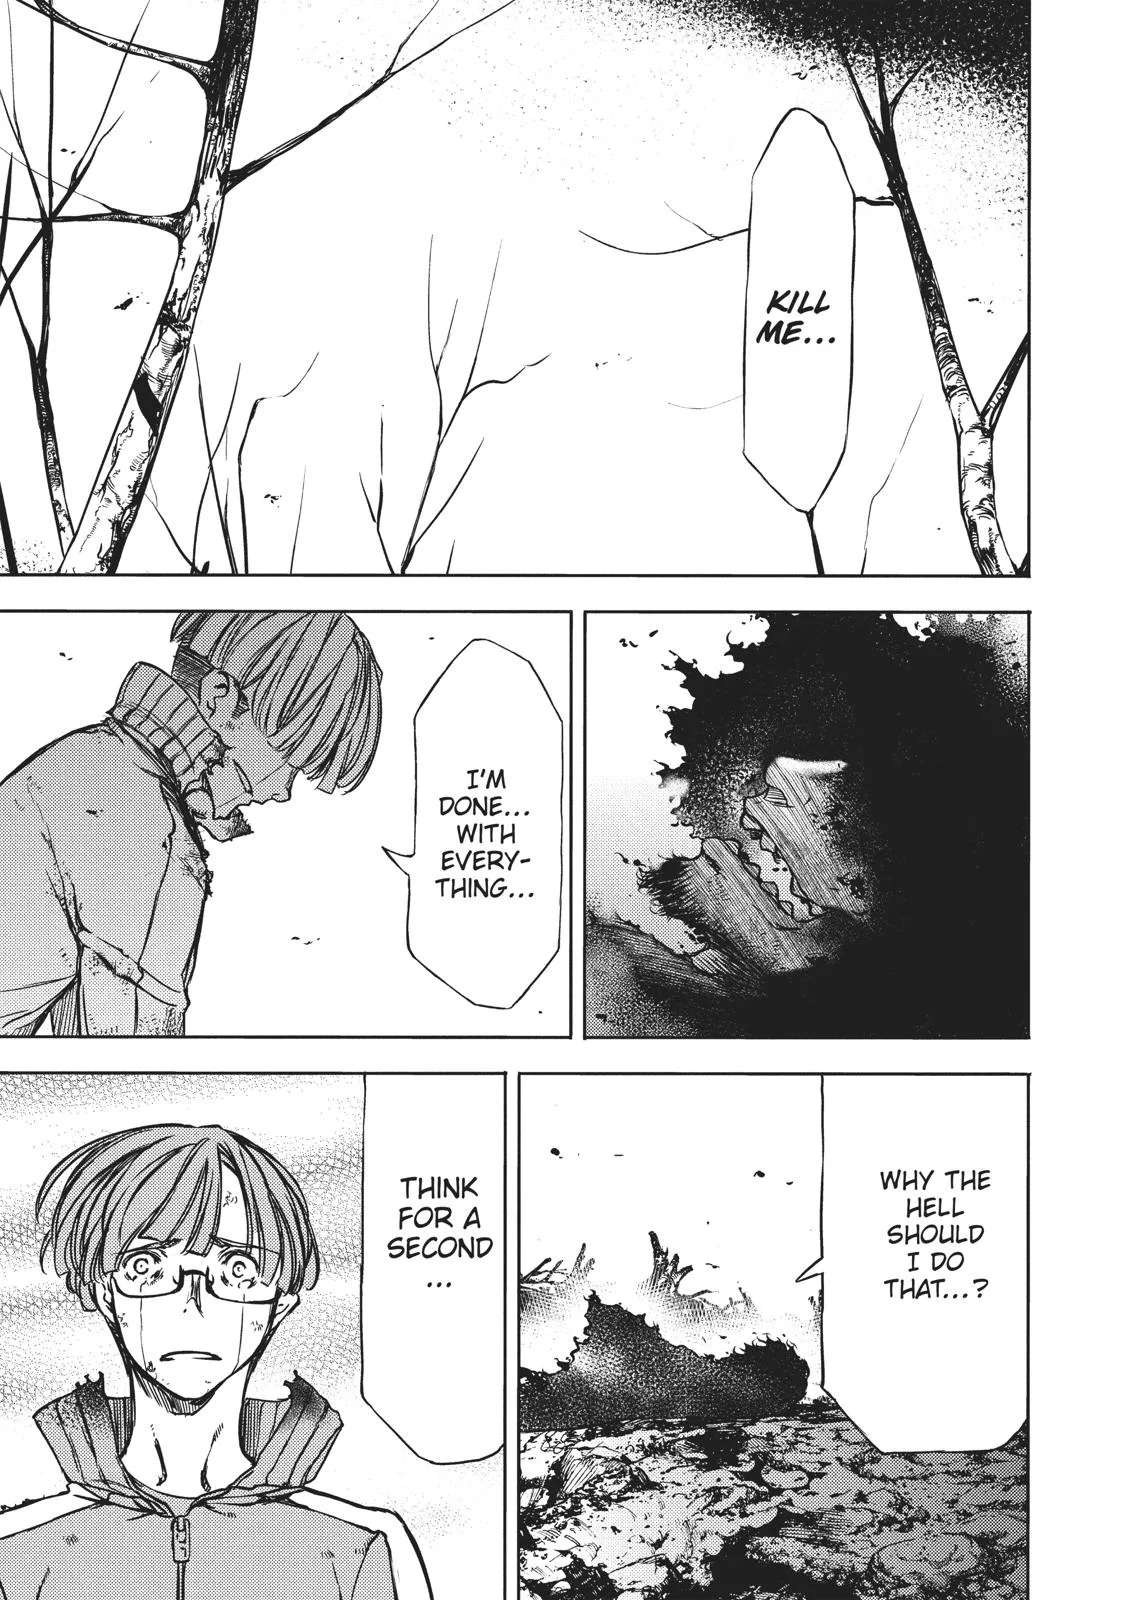 KILL
ME...
I'M
DONE...
WITH
EVERY-
THING...
WHY THE
HELL
SHOULD
I DO
THAT...?
THINK
FOR A
SECOND
...